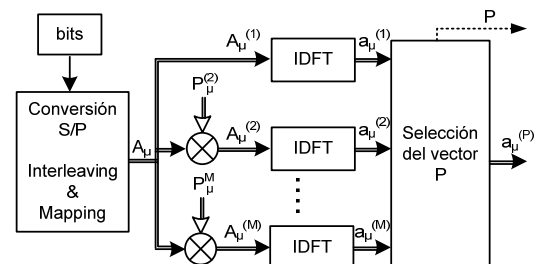 bits
Conversión
S/P
Interleaving
&
Mapping
Aμ
Aμ(1)
IDFT
aμ(1)
Pμ(2)
Aμ(2)
IDFT
aμ(2)
PμM
Aμ(M)
IDFT
aμ(M)
Selección
del vector
P
P
aμ(P)